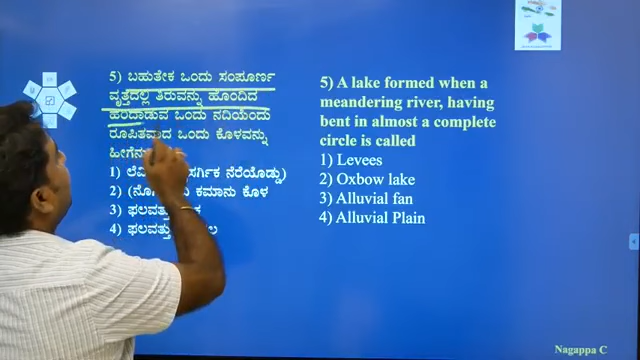 5) ಬಹುತೇಕ ಒಂದು ಸಂಪೂರ್ಣ
ವೃತ್ತದಲ್ಲಿ ತಿರುವನ್ನು ಹೊಂದಿದ
ಹರಿದಾಡುವ ಒಂದು ನದಿಯಿಂದ
ರೂಪಿತವಾದ ಒಂದು ಕೊಳವನ್ನು
1) ನೆರೆಯೊಡ್ಡು)
2) ಕಮಾನು ಕೊಳ
3)
4)
5) A lake formed when a
meandering river, having
bent in almost a complete
circle is called
1) Levees
2) Oxbow lake
3) Alluvial fan
4) Alluvial Plain
Nagappa C